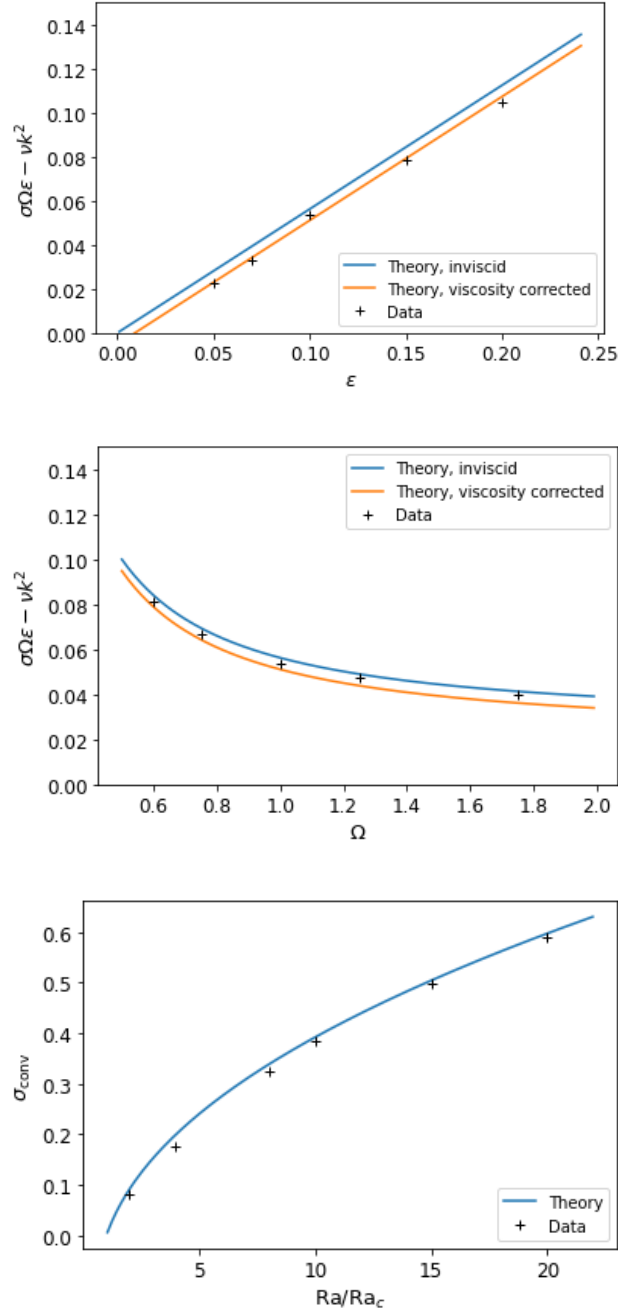 0.14
0.12
0.10
0.08
0.06
0.04
0.02
0.00
σΩε − νk²
Theory, inviscid
Theory, viscosity corrected
Data
0.00 0.05 0.10 0.15 0.20 0.25
ε
0.14
0.12
0.10
0.08
0.06
0.04
0.02
0.00
σΩε − νk²
Theory, inviscid
Theory, viscosity corrected
Data
0.6 0.8 1.0 1.2 1.4 1.6 1.8 2.0
Ω
0.6
0.5
0.4
0.3
0.2
0.1
0.0
σconv
Theory
Data
5 10 15 20
Ra/Rac